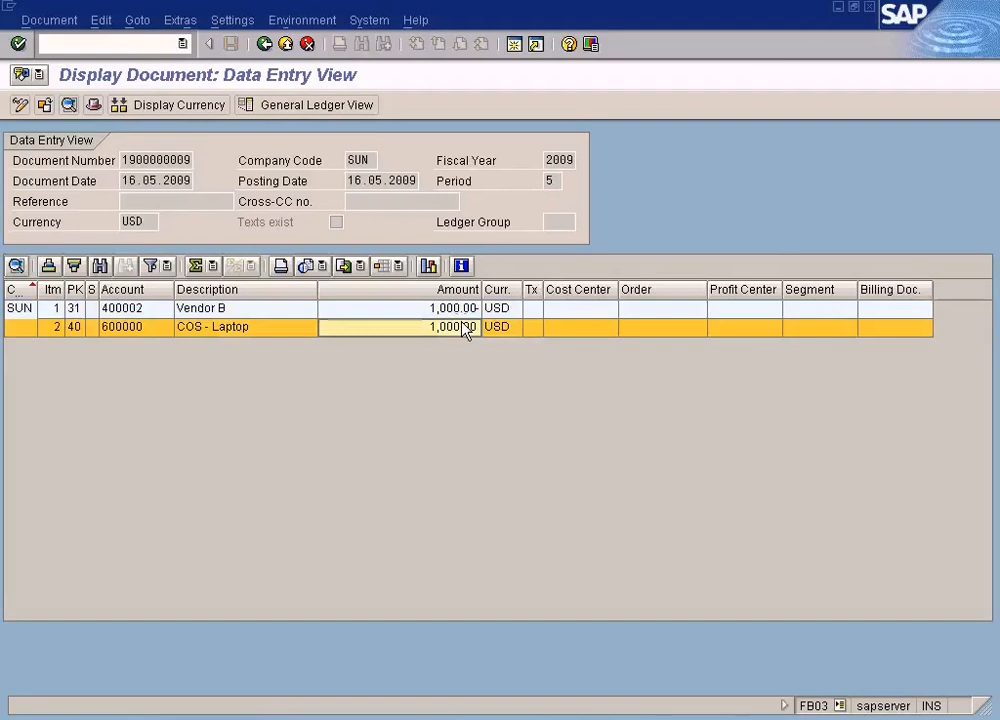 Document Edit Goto Extras Settings Environment System Help
SAP
Display Document: Data Entry View
Display Currency General Ledger View
Data Entry View
Document Number 1900000009 Company Code SUN Fiscal Year 2009
Document Date 16.05.2009 Posting Date 16.05.2009 Period 5
Reference Cross-CC no.
Currency USD Texts exist Ledger Group
C... Itm PK S Account Description Amount Curr. Tx Cost Center Order Profit Center Segment Billing Doc.
SUN 1 31 400002 Vendor B 1,000.00- USD
2 40 600000 COS - Laptop 1,000.00 USD
FB03 sapserver INS